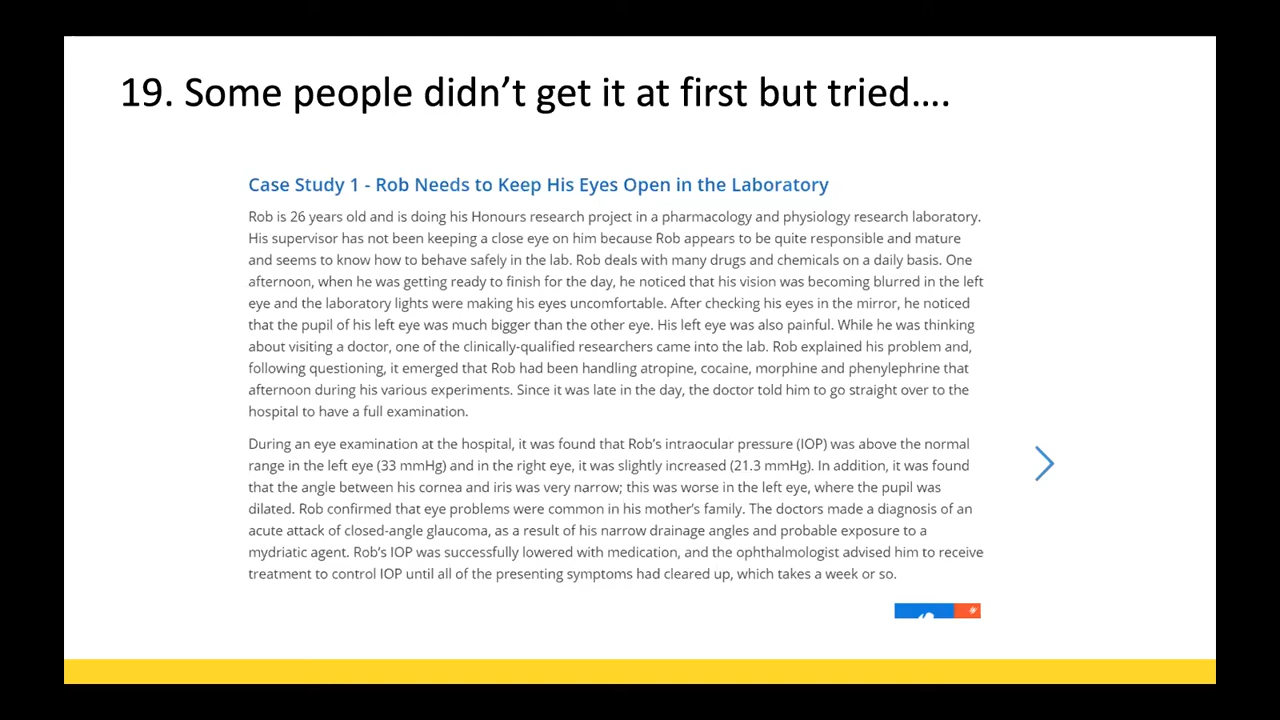 19. Some people didn’t get it at first but tried….
Case Study 1 - Rob Needs to Keep His Eyes Open in the Laboratory
Rob is 26 years old and is doing his Honours research project in a pharmacology and physiology research laboratory.
His supervisor has not been keeping a close eye on him because Rob appears to be quite responsible and mature
and seems to know how to behave safely in the lab. Rob deals with many drugs and chemicals on a daily basis. One
afternoon, when he was getting ready to finish for the day, he noticed that his vision was becoming blurred in the left
eye and the laboratory lights were making his eyes uncomfortable. After checking his eyes in the mirror, he noticed
that the pupil of his left eye was much bigger than the other eye. His left eye was also painful. While he was thinking
about visiting a doctor, one of the clinically-qualified researchers came into the lab. Rob explained his problem and,
following questioning, it emerged that Rob had been handling atropine, cocaine, morphine and phenylephrine that
afternoon during his various experiments. Since it was late in the day, the doctor told him to go straight over to the
hospital to have a full examination.
During an eye examination at the hospital, it was found that Rob’s intraocular pressure (IOP) was above the normal
range in the left eye (33 mmHg) and in the right eye, it was slightly increased (21.3 mmHg). In addition, it was found
that the angle between his cornea and iris was very narrow; this was worse in the left eye, where the pupil was
dilated. Rob confirmed that eye problems were common in his mother’s family. The doctors made a diagnosis of an
acute attack of closed-angle glaucoma, as a result of his narrow drainage angles and probable exposure to a
mydriatic agent. Rob’s IOP was successfully lowered with medication, and the ophthalmologist advised him to receive
treatment to control IOP until all of the presenting symptoms had cleared up, which takes a week or so.